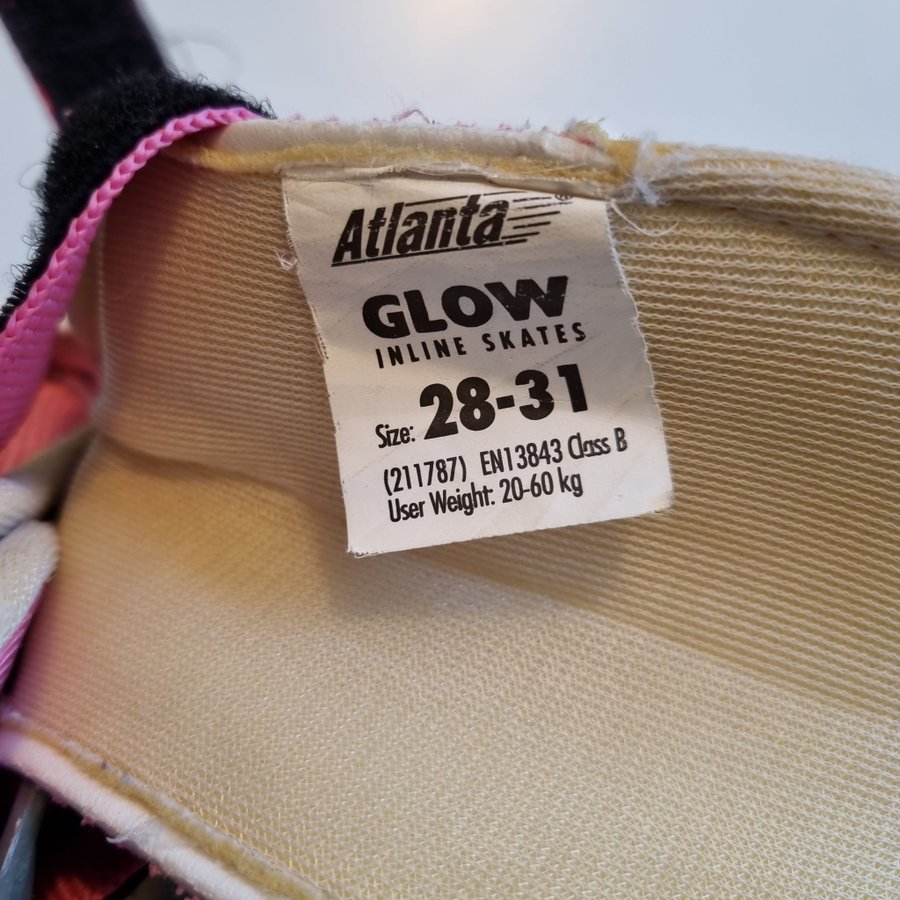 Atlanta®
GLOW
INLINE SKATES
Size: 28-31
(211787) EN13843 Class B
User Weight: 20-60 kg